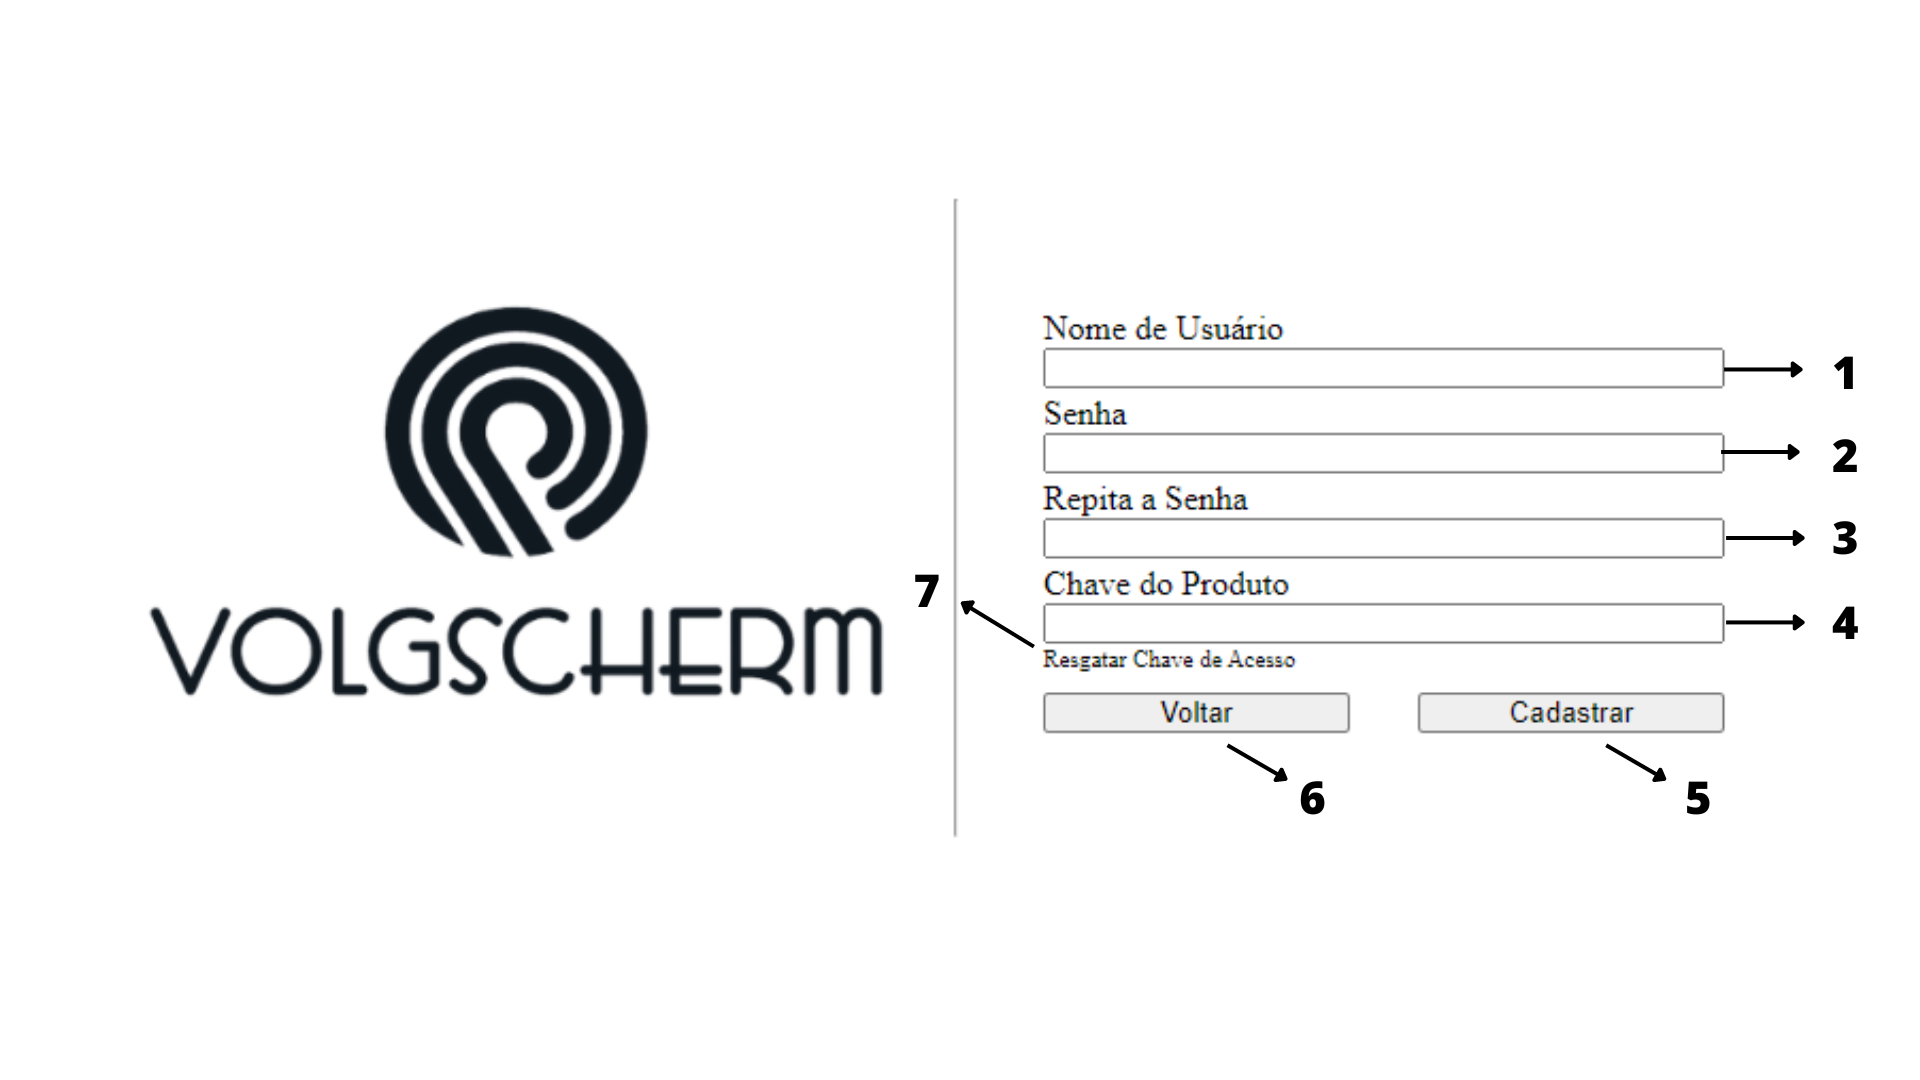 VOLGSCHERM
Nome de Usuário
1
Senha
2
Repita a Senha
3
Chave do Produto
4
7
Resgatar Chave de Acesso
Voltar
Cadastrar
6
5